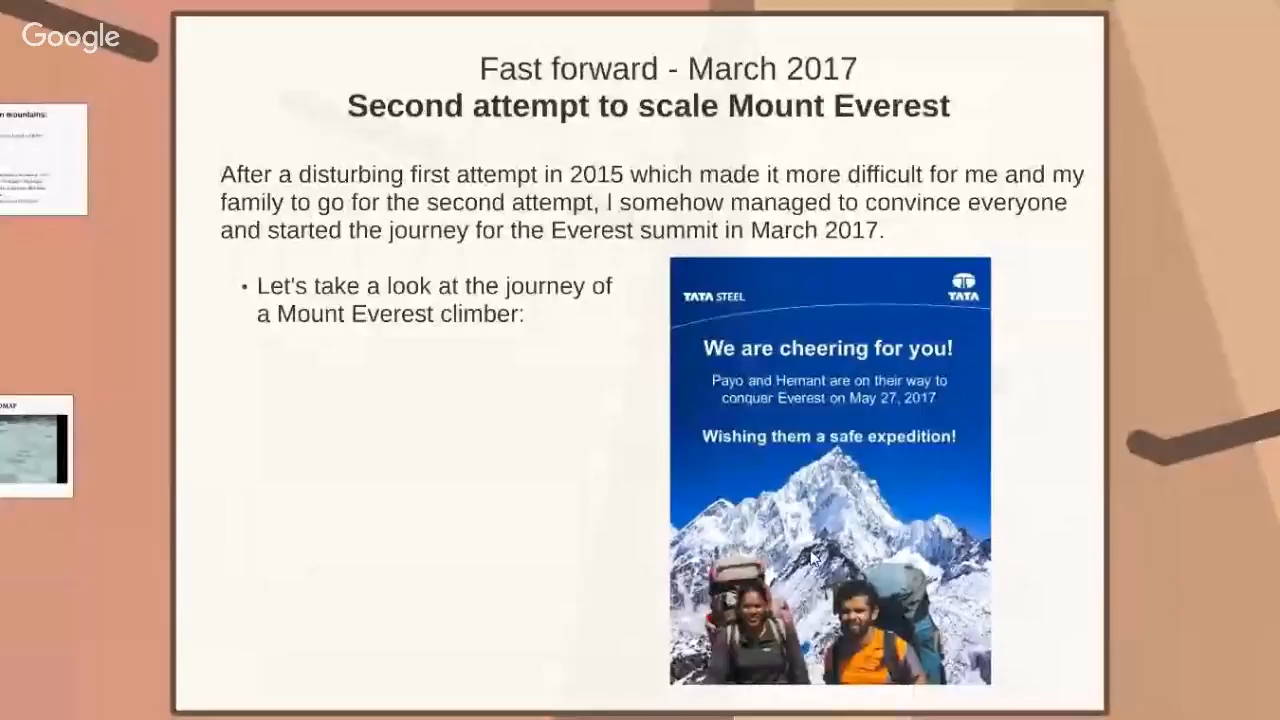 Google
Fast forward - March 2017
Second attempt to scale Mount Everest
n mountains:
After a disturbing first attempt in 2015 which made it more difficult for me and my
family to go for the second attempt, I somehow managed to convince everyone
and started the journey for the Everest summit in March 2017.
• Let's take a look at the journey of
a Mount Everest climber:
TATA STEEL
TATA
We are cheering for you!
Payo and Hemant are on their way to
conquer Everest on May 27, 2017
Wishing them a safe expedition!